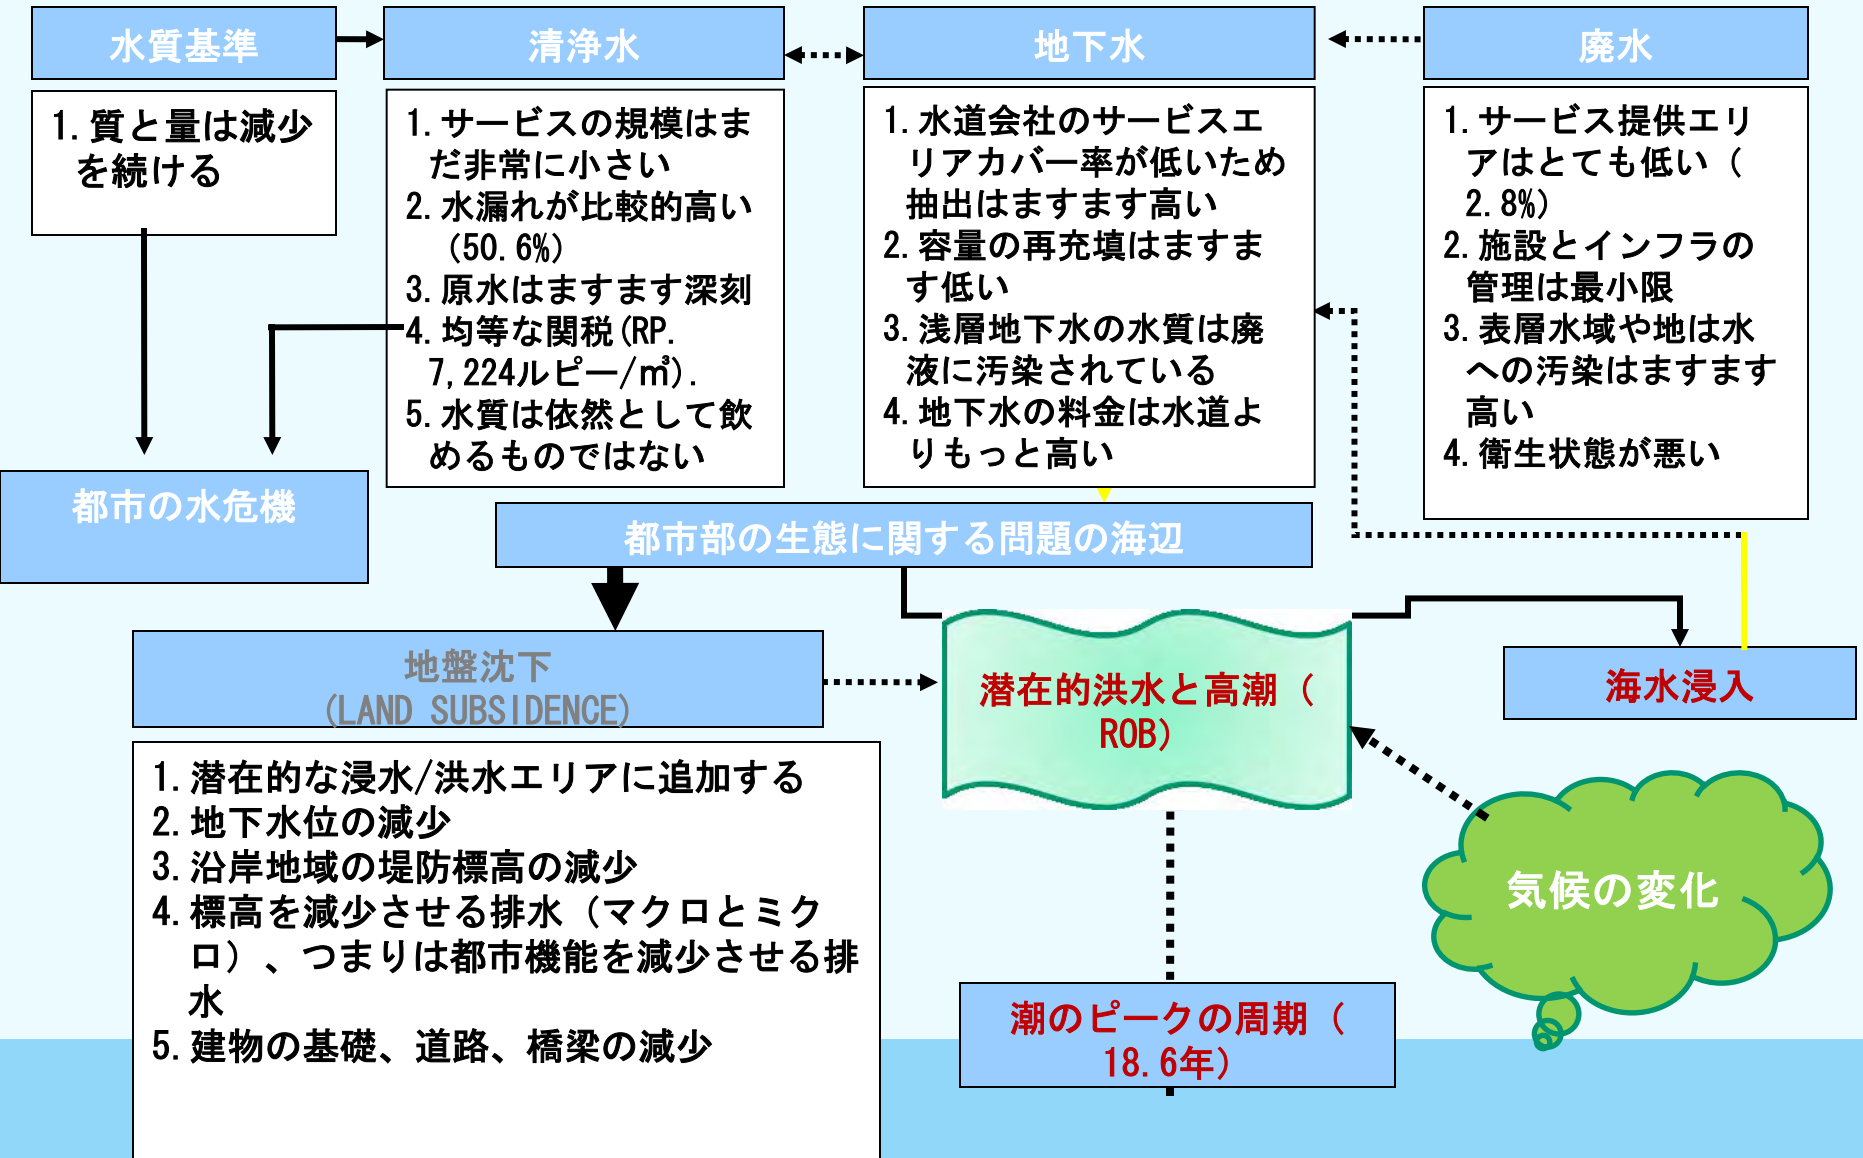 水質基準
清浄水
地下水
廃水
1. 質と量は減少
を続ける
1. サービスの規模はま
だ非常に小さい
2. 水漏れが比較的高い
(50.6%)
3. 原水はますます深刻
4. 均等な関税(RP.
7,224ルピー/㎥).
5. 水質は依然として飲
めるものではない
1. 水道会社のサービスエ
リアカバー率が低いため
抽出はますます高い
2. 容量の再充填はますま
す低い
3. 浅層地下水の水質は廃
液に汚染されている
4. 地下水の料金は水道よ
りもっと高い
1. サービス提供エリ
アはとても低い（
2.8%）
2. 施設とインフラの
管理は最小限
3. 表層水域や地は水
への汚染はますます
高い
4. 衛生状態が悪い
都市の水危機
都市部の生態に関する問題の海辺
地盤沈下
(LAND SUBSIDENCE)
潜在的洪水と高潮（
ROB）
海水浸入
1. 潜在的な浸水/洪水エリアに追加する
2. 地下水位の減少
3. 沿岸地域の堤防標高の減少
4. 標高を減少させる排水（マクロとミク
ロ）、つまりは都市機能を減少させる排
水
5. 建物の基礎、道路、橋梁の減少
気候の変化
潮のピークの周期（
18.6年）